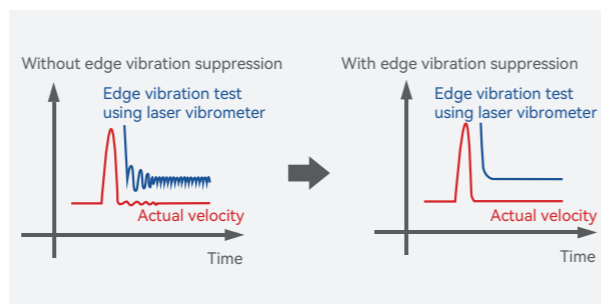 Without edge vibration suppression
Edge vibration test
using laser vibrometer
Actual velocity
Time
With edge vibration suppression
Edge vibration test
using laser vibrometer
Actual velocity
Time